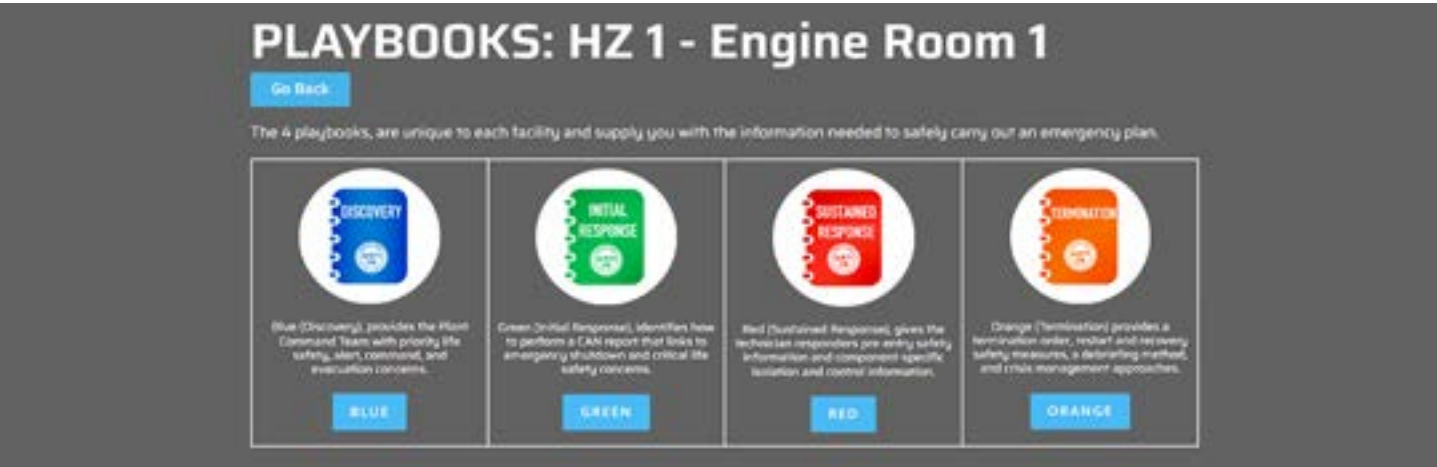 PLAYBOOKS: HZ 1 - Engine Room 1
Go Back
The 4 playbooks, are unique to each facility and supply you with the information needed to safely carry out an emergency plan.
DISCOVERY
Blue (Discovery), provides the Plant
Command Team with priority life
safety, alert, command, and
evacuation concerns.
BLUE
INITIAL
RESPONSE
Green (Initial Response), identifies how
to perform a CAN report that links to
emergency shutdown and critical life
safety concerns.
GREEN
SUSTAINED
RESPONSE
Red (Sustained Response), gives the
technician responders pre entry safety
information and component specific
isolation and control information.
RED
TERMINATION
Orange (Termination) provides a
termination order, restart and recovery
safety measures, a debriefing method,
and crisis management approaches.
ORANGE